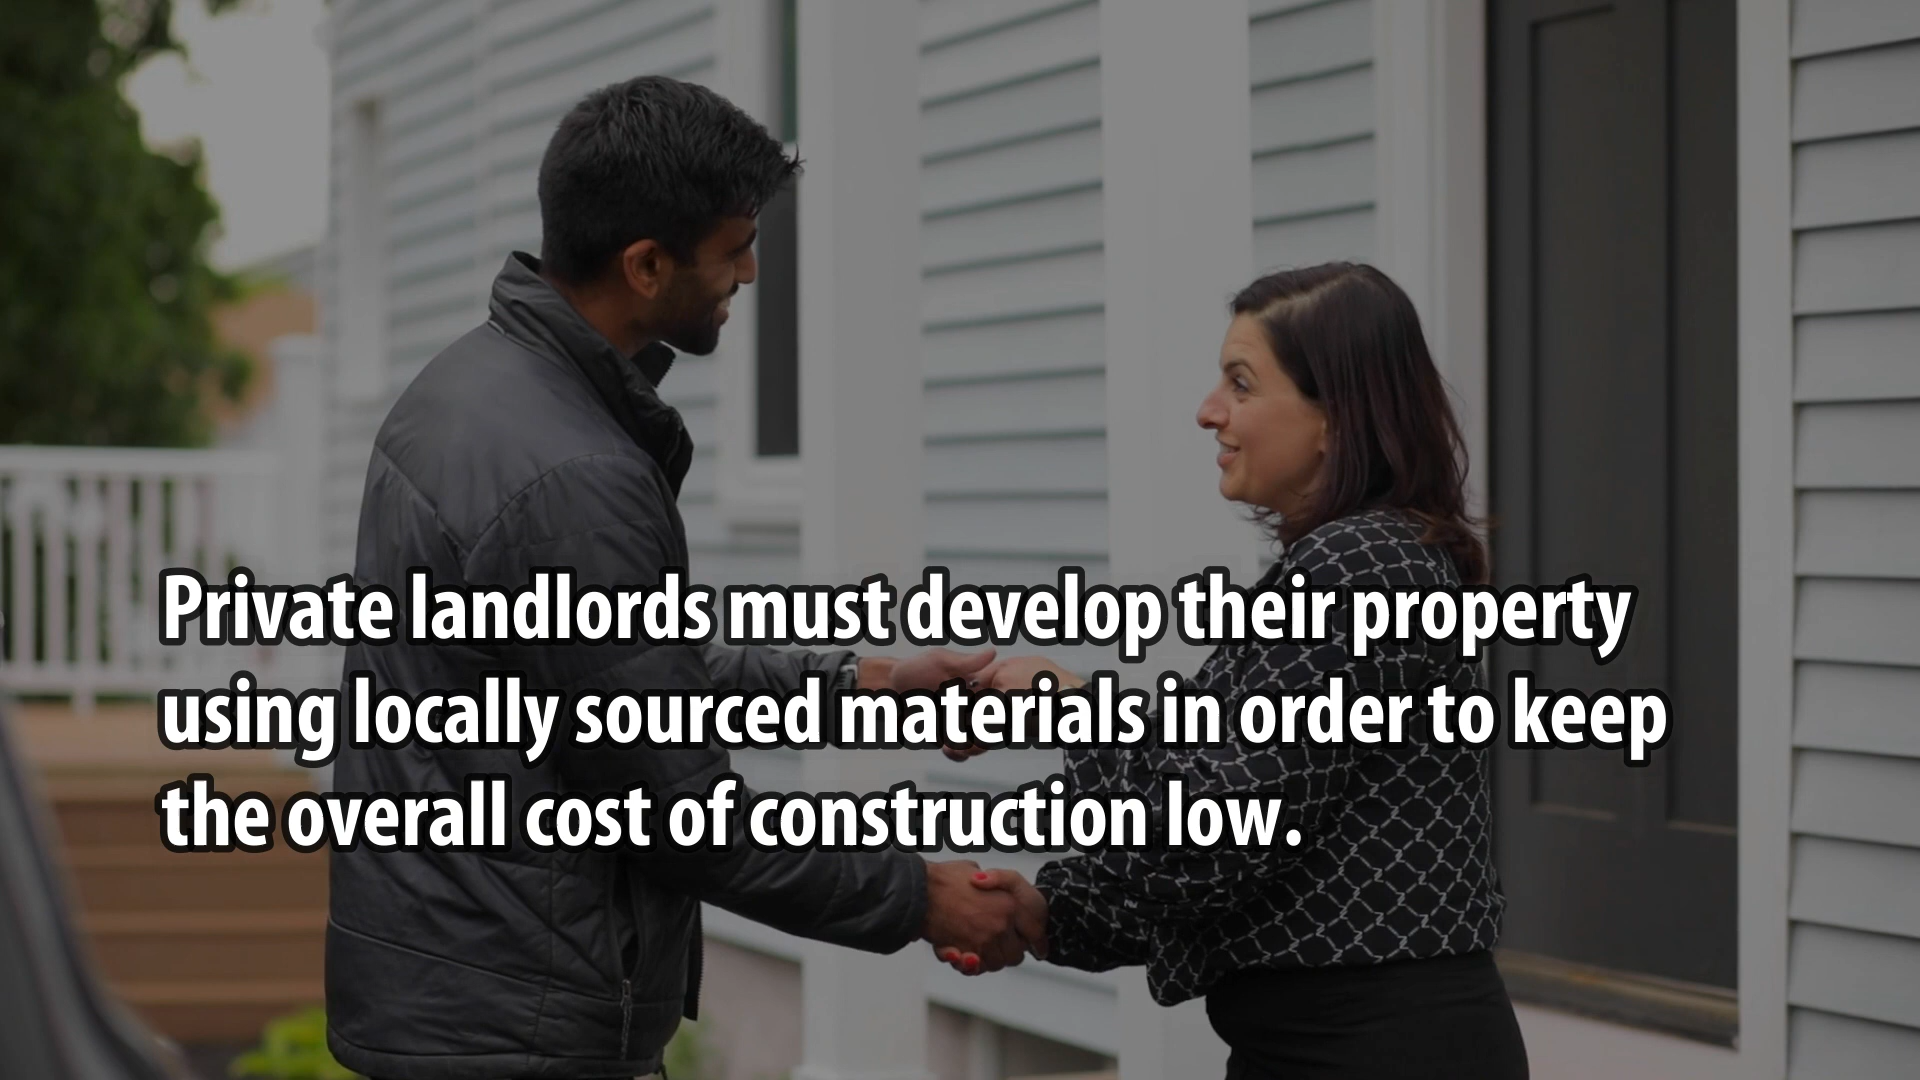 Private landlords must develop their property
using locally sourced materials in order to keep
the overall cost of construction low.